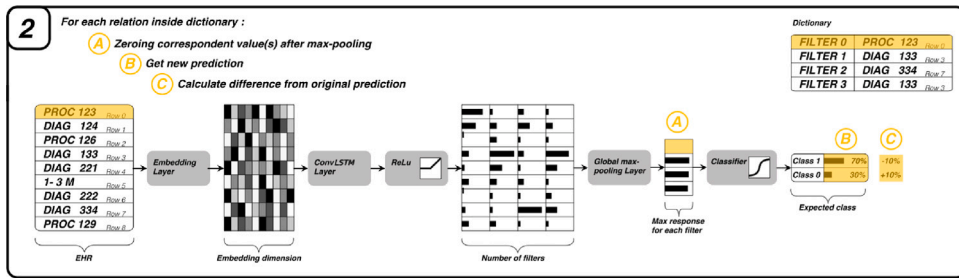 2
For each relation inside dictionary :
A Zeroing correspondent value(s) after max-pooling
B Get new prediction
C Calculate difference from original prediction
Dictionary
FILTER 0 PROC 123 Row 0
FILTER 1 DIAG 133 Row 3
FILTER 2 DIAG 334 Row 7
FILTER 3 DIAG 133 Row 3
PROC 123 Row 0
DIAG 124 Row 1
PROC 126 Row 2
DIAG 133 Row 3
DIAG 221 Row 4
1- 3 M Row 5
DIAG 222 Row 6
DIAG 334 Row 7
PROC 129 Row 8
EHR
Embedding
Layer
Embedding dimension
ConvLSTM
Layer
ReLu
Number of filters
Global max-
pooling Layer
A
Max response
for each filter
Classifier
B C
Class 1 70% -10%
Class 0 30% +10%
Expected class